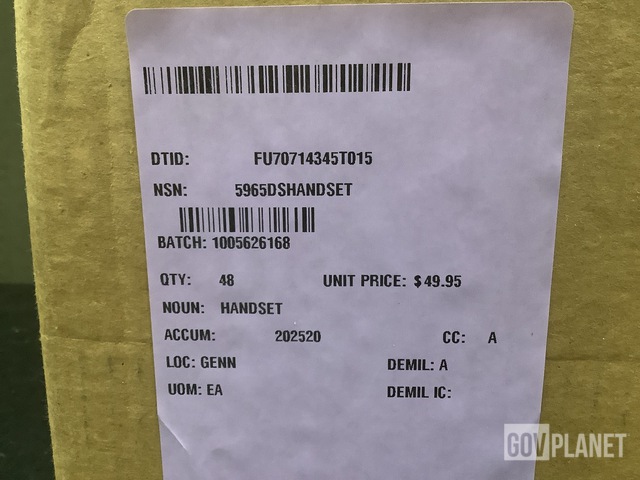 DTID: FU70714345T015
NSN: 5965DSHANDSET
BATCH: 1005626168
QTY: 48 UNIT PRICE: $49.95
NOUN: HANDSET
ACCUM: 202520 CC: A
LOC: GENN DEMIL: A
UOM: EA DEMIL IC:
GOVPLANET